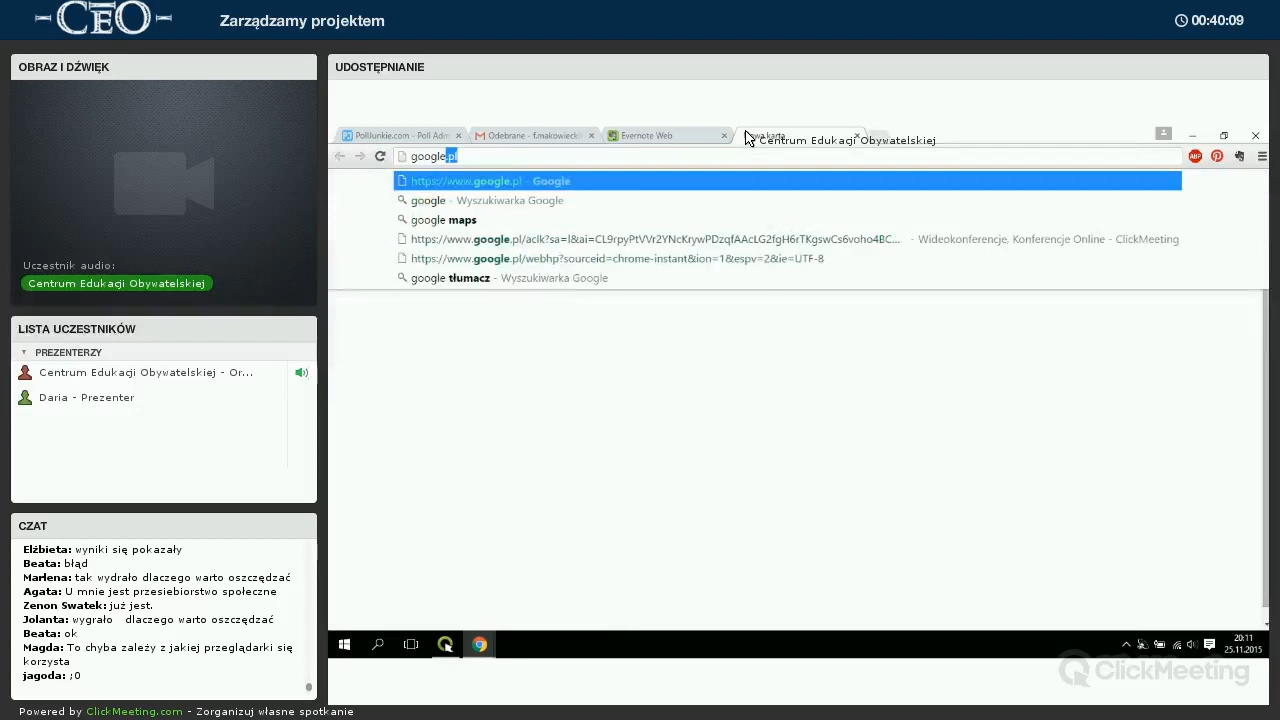 CEO
Zarządzamy projektem
00:40:09
OBRAZ I DŹWIĘK
Uczestnik audio:
Centrum Edukacji Obywatelskiej
LISTA UCZESTNIKÓW
PREZENTERZY
Centrum Edukacji Obywatelskiej - Or...
Daria - Prezenter
CZAT
Elżbieta: wyniki się pokazały
Beata: błąd
Marlena: tak wydrało dlaczego warto oszczędzać
Agata: U mnie jest przesiebiorstwo społeczne
Zenon Swatek: już jest.
Jolanta: wygrało dlaczego warto oszczędzać
Beata: ok
Magda: To chyba zależy z jakiej przeglądarki się
korzysta
jagoda: ;0
UDOSTĘPNIANIE
PollJunkie.com - Poll Adm
Odebrane - f.makowiecki
Evernote Web
karta
Centrum Edukacji Obywatelskiej
google.pl
ABP
https://www.google.pl - Google
google - Wyszukiwarka Google
google maps
https://www.google.pl/aclk?sa=l&ai=CL9rpyPtVVr2YNcKrywPDzqfAAcLG2fgH6rTKgswCs6voho4BC... - Wideokonferencje, Konferencje Online - ClickMeeting
https://www.google.pl/webhp?sourceid=chrome-instant&ion=1&espv=2&ie=UTF-8
google tłumacz - Wyszukiwarka Google
20:11
25.11.2015
ClickMeeting
Powered by ClickMeeting.com - Zorganizuj własne spotkanie